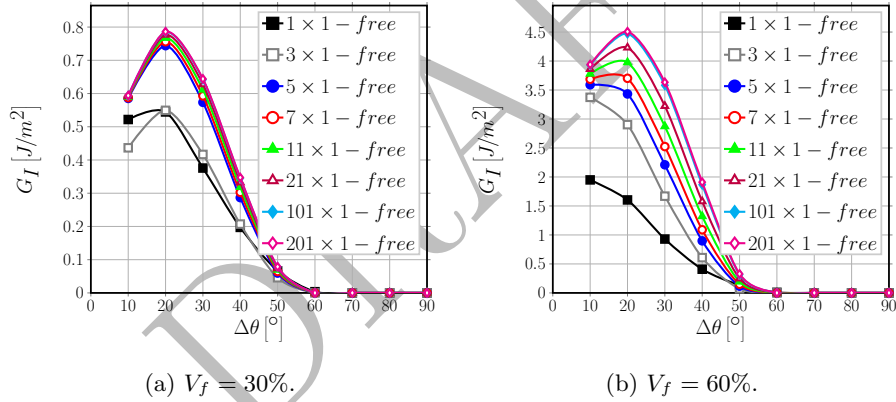 0.8
0.7
0.6
0.5
0.4
0.3
0.2
0.1
0
G_I [J/m²]
0 10 20 30 40 50 60 70 80 90
Δθ [°]
1 × 1 − free
3 × 1 − free
5 × 1 − free
7 × 1 − free
11 × 1 − free
21 × 1 − free
101 × 1 − free
201 × 1 − free
(a) V_f = 30%.
4.5
4
3.5
3
2.5
2
1.5
1
0.5
0
G_I [J/m²]
0 10 20 30 40 50 60 70 80 90
Δθ [°]
1 × 1 − free
3 × 1 − free
5 × 1 − free
7 × 1 − free
11 × 1 − free
21 × 1 − free
101 × 1 − free
201 × 1 − free
(b) V_f = 60%.
DRAF